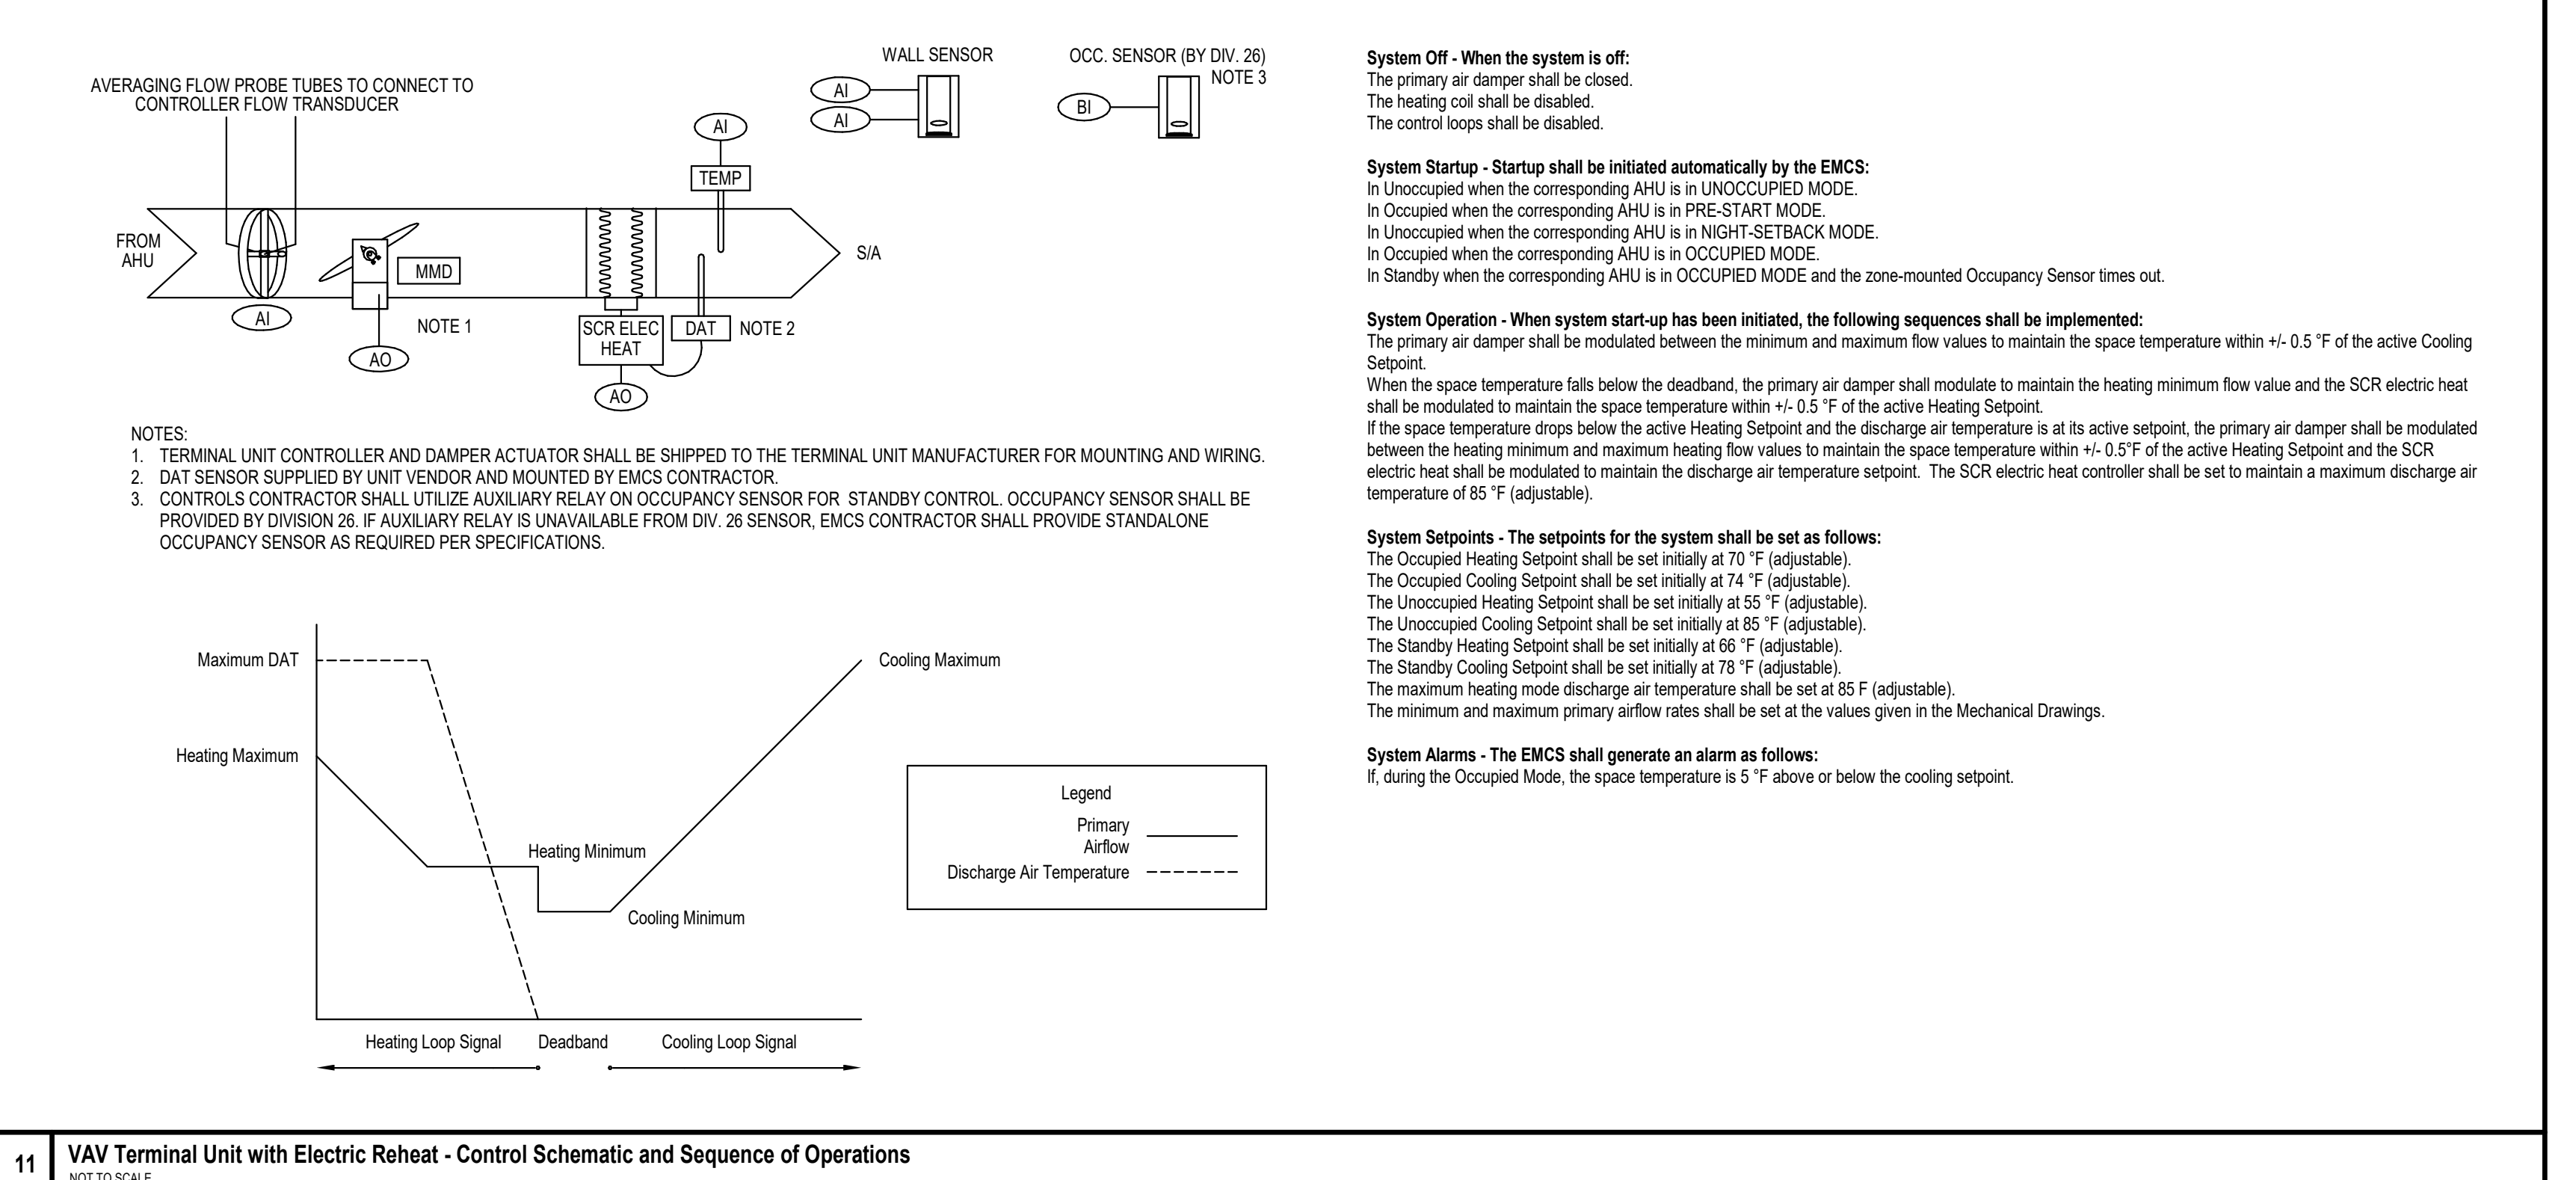 WALL SENSOR
OCC. SENSOR (BY DIV. 26)
NOTE 3
AI
AI
BI
AVERAGING FLOW PROBE TUBES TO CONNECT TO
CONTROLLER FLOW TRANSDUCER
AI
TEMP
FROM
AHU
MMD
S/A
AI
NOTE 1
SCR ELEC
HEAT
DAT
NOTE 2
AO
AO
NOTES:
1. TERMINAL UNIT CONTROLLER AND DAMPER ACTUATOR SHALL BE SHIPPED TO THE TERMINAL UNIT MANUFACTURER FOR MOUNTING AND WIRING.
2. DAT SENSOR SUPPLIED BY UNIT VENDOR AND MOUNTED BY EMCS CONTRACTOR.
3. CONTROLS CONTRACTOR SHALL UTILIZE AUXILIARY RELAY ON OCCUPANCY SENSOR FOR STANDBY CONTROL. OCCUPANCY SENSOR SHALL BE
PROVIDED BY DIVISION 26. IF AUXILIARY RELAY IS UNAVAILABLE FROM DIV. 26 SENSOR, EMCS CONTRACTOR SHALL PROVIDE STANDALONE
OCCUPANCY SENSOR AS REQUIRED PER SPECIFICATIONS.
Maximum DAT
Cooling Maximum
Heating Maximum
Heating Minimum
Cooling Minimum
Legend
Primary
Airflow
Discharge Air Temperature
Heating Loop Signal
Deadband
Cooling Loop Signal
System Off - When the system is off:
The primary air damper shall be closed.
The heating coil shall be disabled.
The control loops shall be disabled.
System Startup - Startup shall be initiated automatically by the EMCS:
In Unoccupied when the corresponding AHU is in UNOCCUPIED MODE.
In Occupied when the corresponding AHU is in PRE-START MODE.
In Unoccupied when the corresponding AHU is in NIGHT-SETBACK MODE.
In Occupied when the corresponding AHU is in OCCUPIED MODE.
In Standby when the corresponding AHU is in OCCUPIED MODE and the zone-mounted Occupancy Sensor times out.
System Operation - When system start-up has been initiated, the following sequences shall be implemented:
The primary air damper shall be modulated between the minimum and maximum flow values to maintain the space temperature within +/- 0.5 °F of the active Cooling
Setpoint.
When the space temperature falls below the deadband, the primary air damper shall modulate to maintain the heating minimum flow value and the SCR electric heat
shall be modulated to maintain the space temperature within +/- 0.5 °F of the active Heating Setpoint.
If the space temperature drops below the active Heating Setpoint and the discharge air temperature is at its active setpoint, the primary air damper shall be modulated
between the heating minimum and maximum heating flow values to maintain the space temperature within +/- 0.5°F of the active Heating Setpoint and the SCR
electric heat shall be modulated to maintain the discharge air temperature setpoint. The SCR electric heat controller shall be set to maintain a maximum discharge air
temperature of 85 °F (adjustable).
System Setpoints - The setpoints for the system shall be set as follows:
The Occupied Heating Setpoint shall be set initially at 70 °F (adjustable).
The Occupied Cooling Setpoint shall be set initially at 74 °F (adjustable).
The Unoccupied Heating Setpoint shall be set initially at 55 °F (adjustable).
The Unoccupied Cooling Setpoint shall be set initially at 85 °F (adjustable).
The Standby Heating Setpoint shall be set initially at 66 °F (adjustable).
The Standby Cooling Setpoint shall be set initially at 78 °F (adjustable).
The maximum heating mode discharge air temperature shall be set at 85 F (adjustable).
The minimum and maximum primary airflow rates shall be set at the values given in the Mechanical Drawings.
System Alarms - The EMCS shall generate an alarm as follows:
If, during the Occupied Mode, the space temperature is 5 °F above or below the cooling setpoint.
11
VAV Terminal Unit with Electric Reheat - Control Schematic and Sequence of Operations
NOT TO SCALE